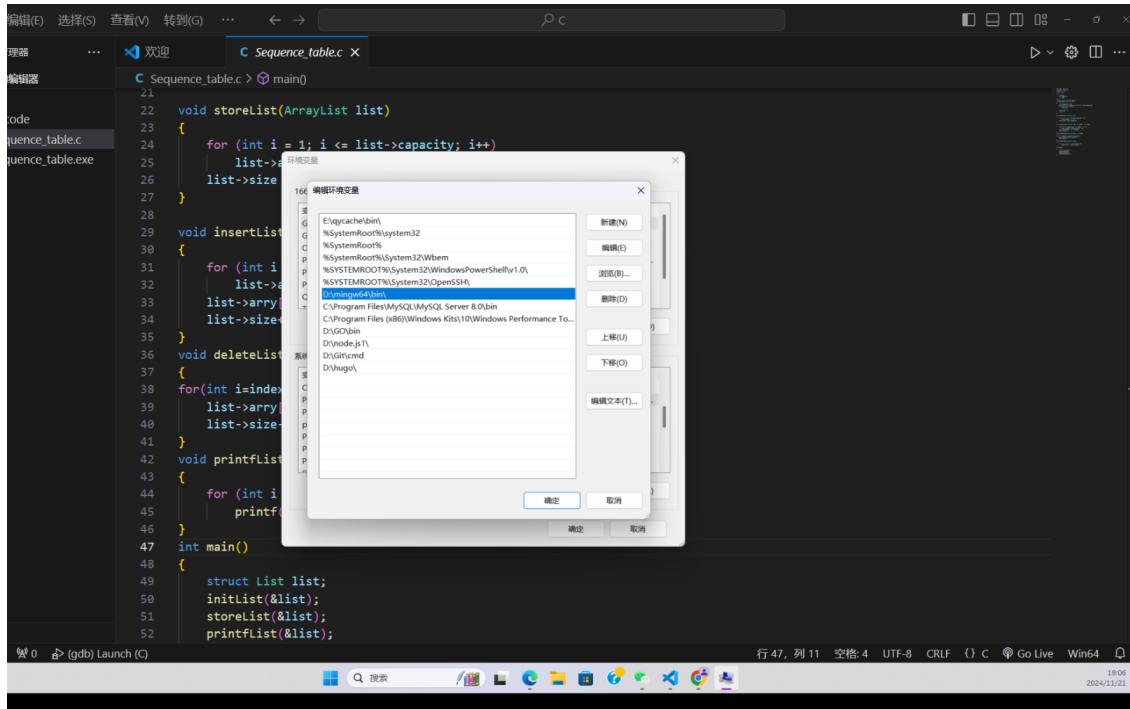 编辑(E) 选择(S) 查看(V) 转到(G) ··· ← → C
欢迎 C Sequence_table.c ×
编辑器 C Sequence_table.c > main()
21
22 void storeList(ArrayList list)
23 {
24 for (int i = 1; i <= list->capacity; i++)
25 list->a
26 list->size
27 }
28
29 void insertList
30 {
31 for (int i
32 list->a
33 list->arry[
34 list->size+
35 }
36 void deleteList
37 {
38 for(int i=index
39 list->arry[
40 list->size-
41 }
42 void printfList
43 {
44 for (int i
45 printf(
46 }
47 int main()
48 {
49 struct List list;
50 initList(&list);
51 storeList(&list);
52 printfList(&list);
code
quence_table.c
quence_table.exe
环境变量
166
编辑环境变量
E:\qycache\bin\
%SystemRoot%\system32
%SystemRoot%
%SystemRoot%\System32\Wbem
%SYSTEMROOT%\System32\WindowsPowerShell\v1.0\
%SYSTEMROOT%\System32\OpenSSH\
D:\mingw64\bin\
C:\Program Files\MySQL\MySQL Server 8.0\bin
C:\Program Files (x86)\Windows Kits\10\Windows Performance To...
D:\GO\bin
D:\node.js1\
D:\Git\cmd
D:\hugo\
新建(N)
编辑(E)
浏览(B)...
删除(D)
上移(U)
下移(O)
编辑文本(T)...
确定 取消
确定 取消
0 (gdb) Launch (C) 行 47，列 11 空格: 4 UTF-8 CRLF {} C Go Live Win64
搜索
19:06
2024/11/21